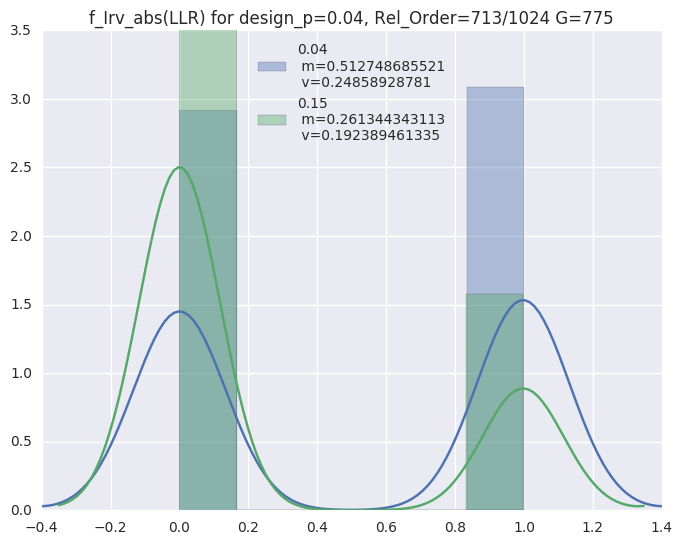 f_Irv_abs(LLR) for design_p=0.04, Rel_Order=713/1024 G=775
3.5
3.0
2.5
2.0
1.5
1.0
0.5
0.0
0.04
m=0.512748685521
v=0.24858928781
0.15
m=0.261344343113
v=0.192389461335
−0.4 −0.2 0.0 0.2 0.4 0.6 0.8 1.0 1.2 1.4